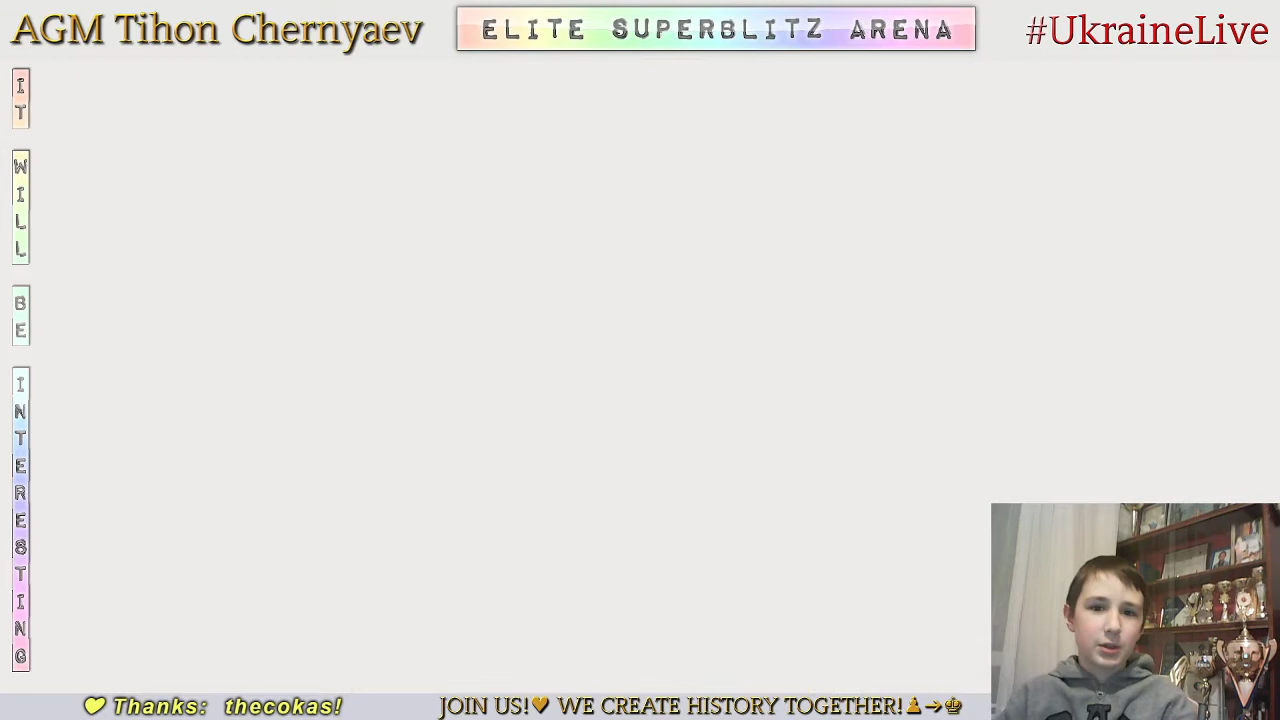 AGM Tihon Chernyaev
ELITE SUPERBLITZ ARENA
#UkraineLive
IT
WILL
BE
INTERESTING
💛 Thanks: thecokas!
JOIN US!♥ WE CREATE HISTORY TOGETHER!♟→♚